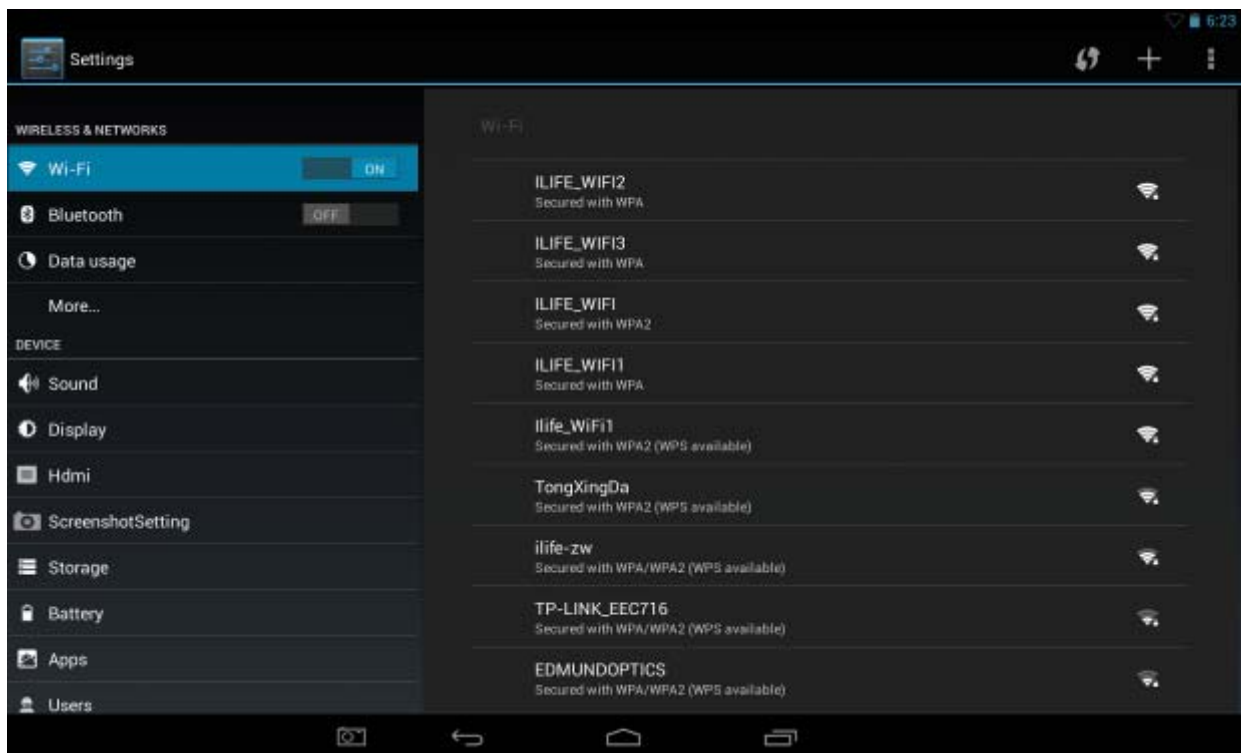 6:23
Settings
WIRELESS & NETWORKS
Wi-Fi
ON
Bluetooth
OFF
Data usage
More...
DEVICE
Sound
Display
Hdmi
ScreenshotSetting
Storage
Battery
Apps
Users
Wi-Fi
ILIFE_WIFI2
Secured with WPA
ILIFE_WIFI3
Secured with WPA
ILIFE_WIFI
Secured with WPA2
ILIFE_WIFI1
Secured with WPA
Ilife_WiFi1
Secured with WPA2 (WPS available)
TongXingDa
Secured with WPA2 (WPS available)
ilife-zw
Secured with WPA/WPA2 (WPS available)
TP-LINK_EEC716
Secured with WPA/WPA2 (WPS available)
EDMUNDOPTICS
Secured with WPA/WPA2 (WPS available)